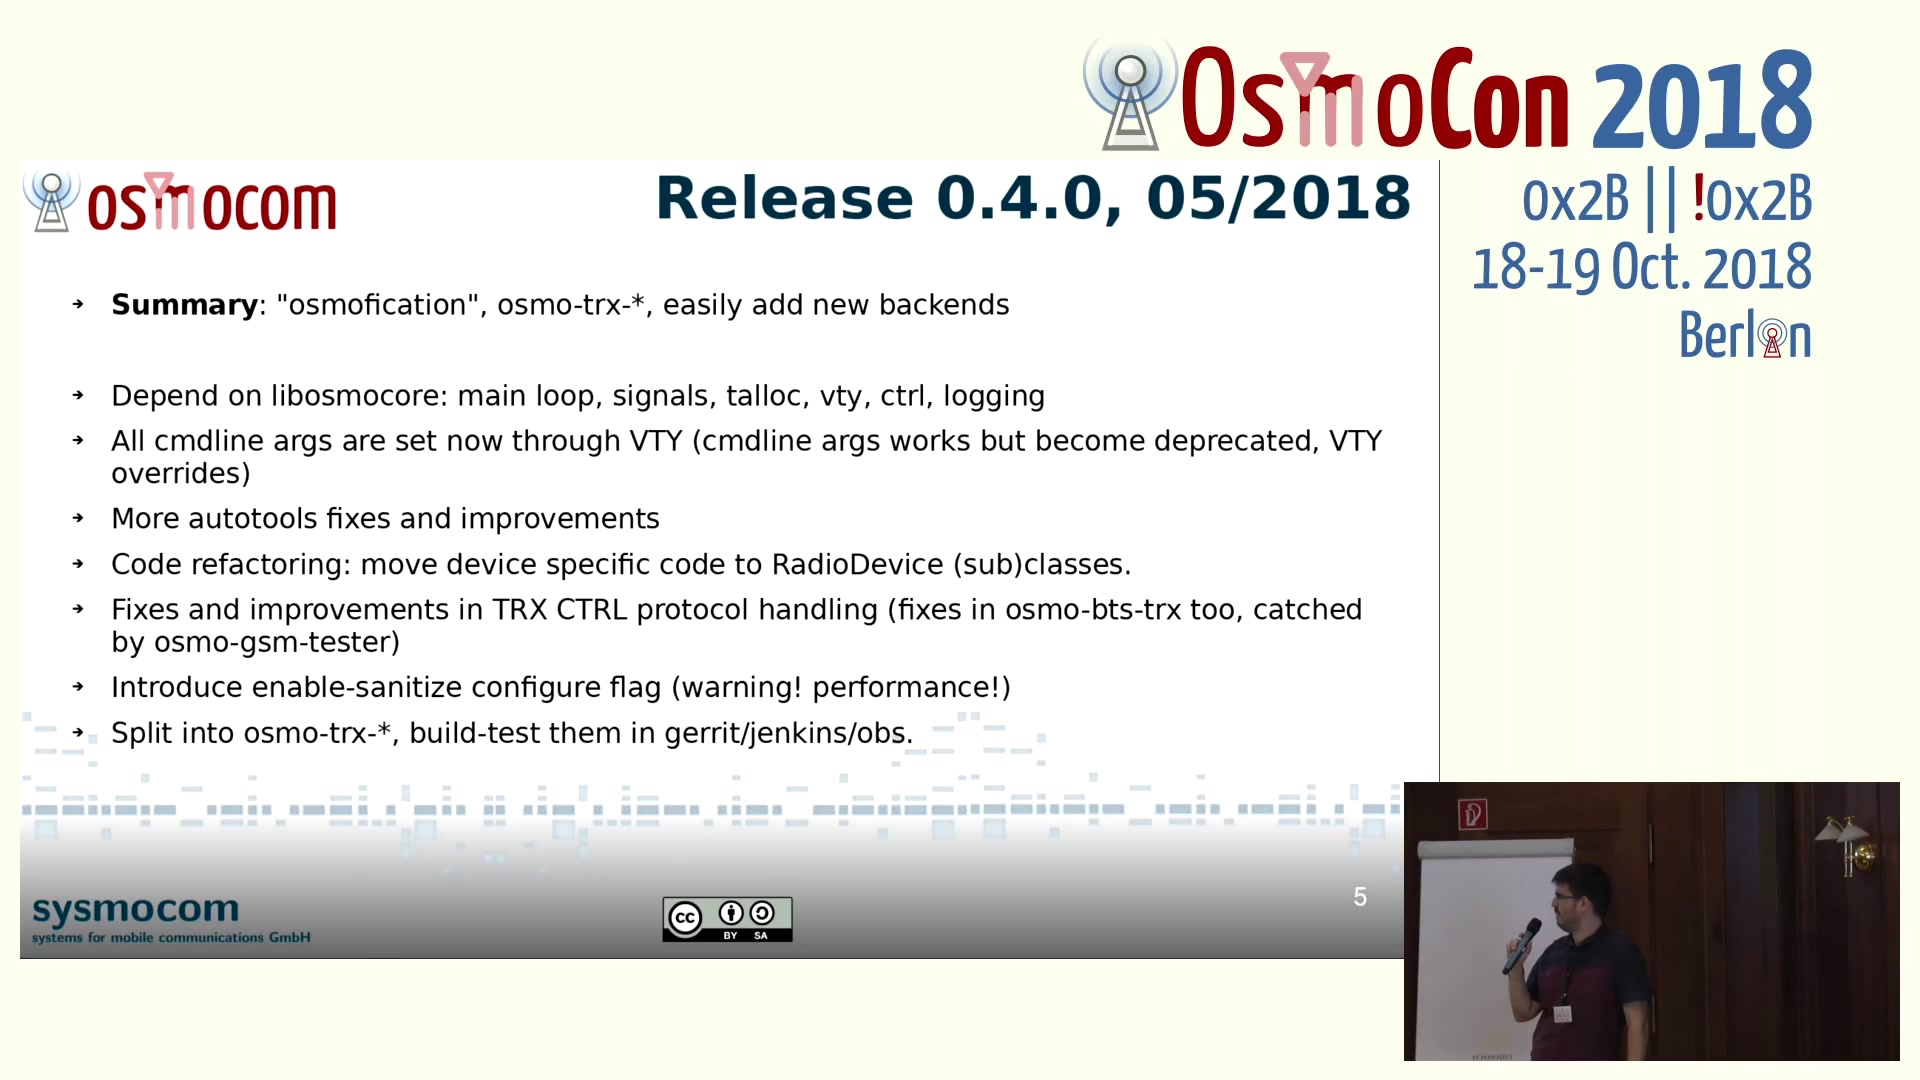 OsmoCon 2018
0x2B || !0x2B
18-19 Oct. 2018
Berlin
osmocom
Release 0.4.0, 05/2018
Summary: "osmofication", osmo-trx-*, easily add new backends
Depend on libosmocore: main loop, signals, talloc, vty, ctrl, logging
All cmdline args are set now through VTY (cmdline args works but become deprecated, VTY
overrides)
More autotools fixes and improvements
Code refactoring: move device specific code to RadioDevice (sub)classes.
Fixes and improvements in TRX CTRL protocol handling (fixes in osmo-bts-trx too, catched
by osmo-gsm-tester)
Introduce enable-sanitize configure flag (warning! performance!)
Split into osmo-trx-*, build-test them in gerrit/jenkins/obs.
5
sysmocom
systems for mobile communications GmbH
cc
BY SA